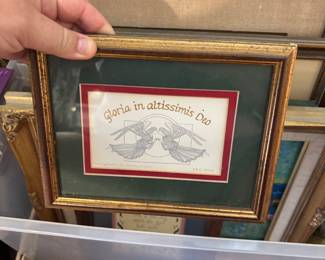 Gloria in altissimis Deo